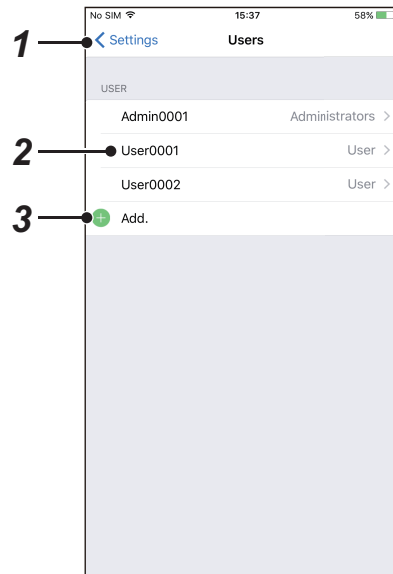 No SIM 15:37 58%
1 Settings Users
USER
Admin0001 Administrators
2 User0001 User
User0002 User
3 Add.